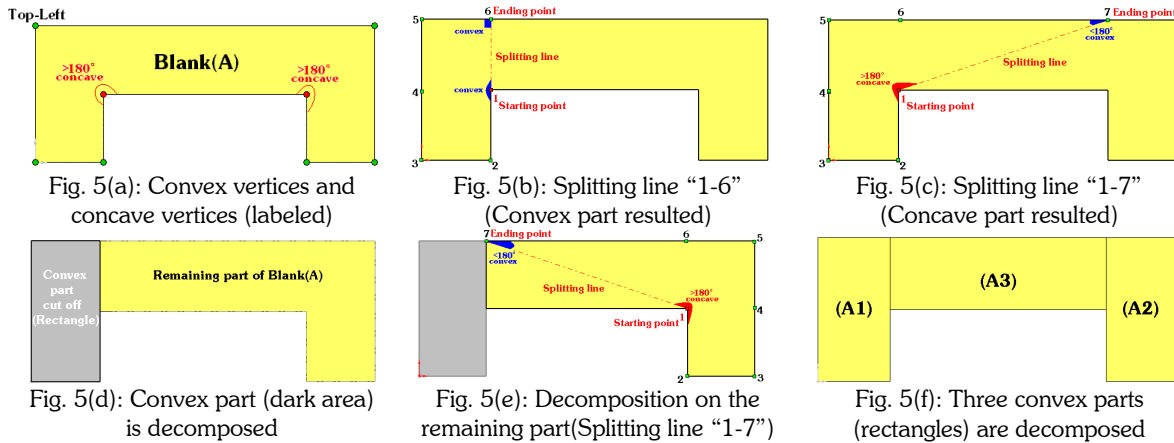 Top-Left
Blank(A)
>180°
concave
>180°
concave
Fig. 5(a): Convex vertices and
concave vertices (labeled)
6 Ending point
5
convex
Splitting line
4
convex
1
Starting point
3
2
Fig. 5(b): Splitting line “1-6”
(Convex part resulted)
5
6
7
Ending point
<180°
convex
Splitting line
>180°
concave
4
1
Starting point
3
2
Fig. 5(c): Splitting line “1-7”
(Concave part resulted)
Convex
part
cut off
(Rectangle)
Remaining part of Blank(A)
Fig. 5(d): Convex part (dark area)
is decomposed
7 Ending point
6
5
<180°
convex
Splitting line
>180°
concave
Starting point
1
4
2
3
Fig. 5(e): Decomposition on the
remaining part(Splitting line “1-7”)
(A1)
(A3)
(A2)
Fig. 5(f): Three convex parts
(rectangles) are decomposed